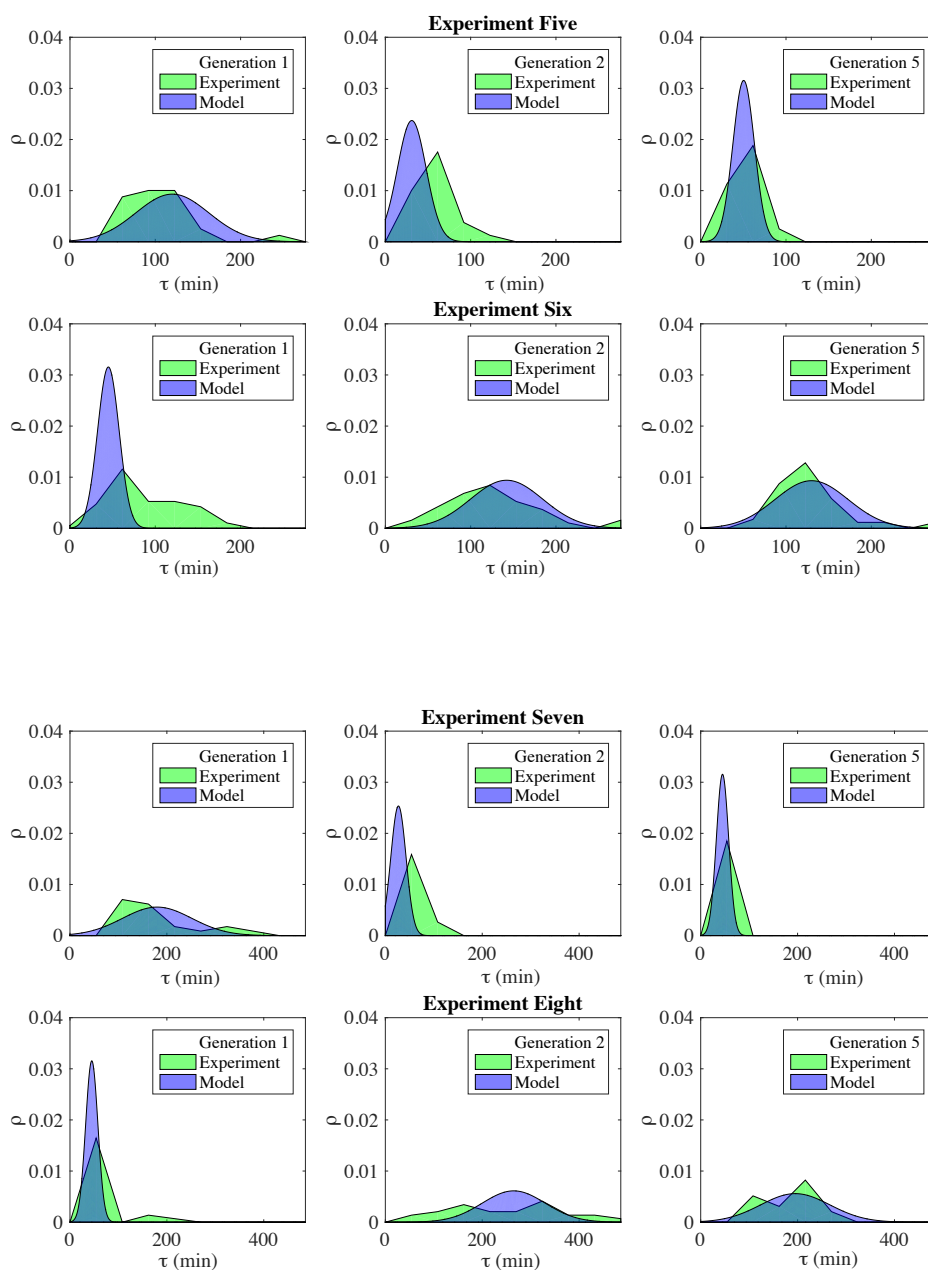 Experiment Five
0.04
0.03
0.02
0.01
0
ρ
0 100 200
τ (min)
Generation 1
Experiment
Model
0.04
0.03
0.02
0.01
0
ρ
0 100 200
τ (min)
Generation 2
Experiment
Model
0.04
0.03
0.02
0.01
0
ρ
0 100 200
τ (min)
Generation 5
Experiment
Model
Experiment Six
0.04
0.03
0.02
0.01
0
ρ
0 100 200
τ (min)
Generation 1
Experiment
Model
0.04
0.03
0.02
0.01
0
ρ
0 100 200
τ (min)
Generation 2
Experiment
Model
0.04
0.03
0.02
0.01
0
ρ
0 100 200
τ (min)
Generation 5
Experiment
Model
Experiment Seven
0.04
0.03
0.02
0.01
0
ρ
0 200 400
τ (min)
Generation 1
Experiment
Model
0.04
0.03
0.02
0.01
0
ρ
0 200 400
τ (min)
Generation 2
Experiment
Model
0.04
0.03
0.02
0.01
0
ρ
0 200 400
τ (min)
Generation 5
Experiment
Model
Experiment Eight
0.04
0.03
0.02
0.01
0
ρ
0 200 400
τ (min)
Generation 1
Experiment
Model
0.04
0.03
0.02
0.01
0
ρ
0 200 400
τ (min)
Generation 2
Experiment
Model
0.04
0.03
0.02
0.01
0
ρ
0 200 400
τ (min)
Generation 5
Experiment
Model